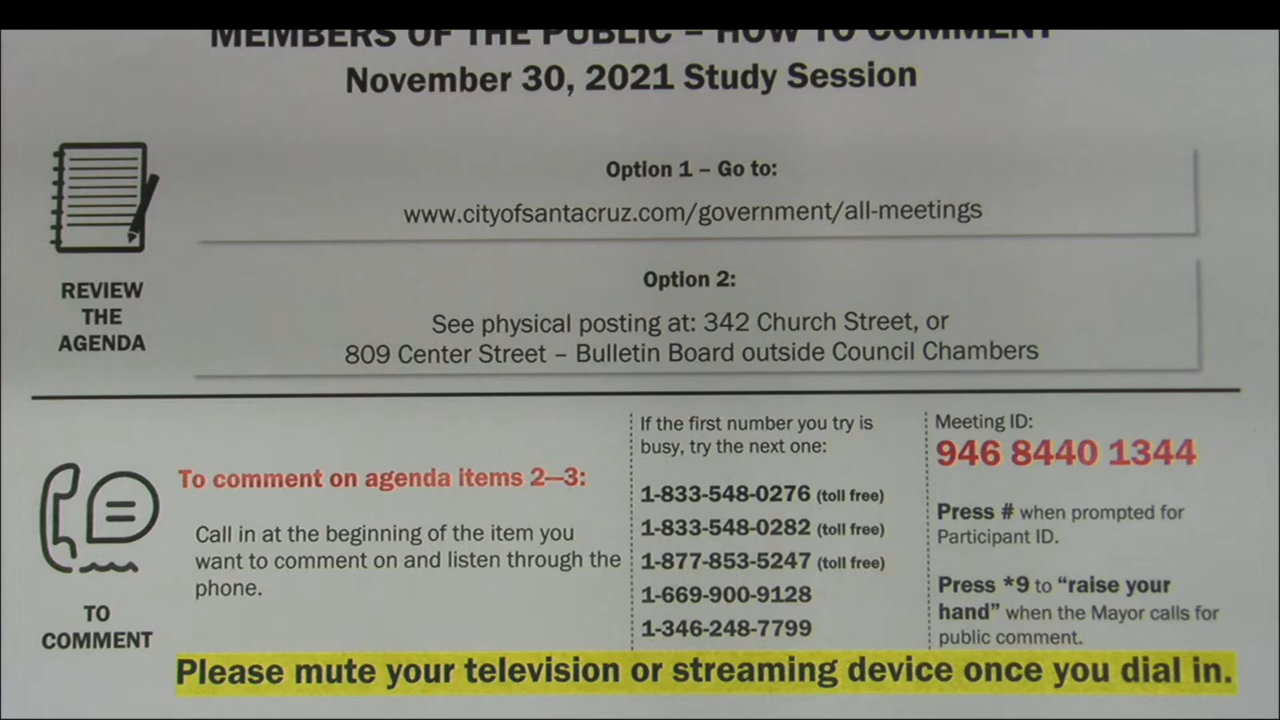 MEMBERS OF THE PUBLIC – HOW TO COMMENT
November 30, 2021 Study Session
REVIEW
THE
AGENDA
Option 1 – Go to:
www.cityofsantacruz.com/government/all-meetings
Option 2:
See physical posting at: 342 Church Street, or
809 Center Street – Bulletin Board outside Council Chambers
TO
COMMENT
To comment on agenda items 2—3:
Call in at the beginning of the item you
want to comment on and listen through the
phone.
If the first number you try is
busy, try the next one:
1-833-548-0276 (toll free)
1-833-548-0282 (toll free)
1-877-853-5247 (toll free)
1-669-900-9128
1-346-248-7799
Meeting ID:
946 8440 1344
Press # when prompted for
Participant ID.
Press *9 to “raise your
hand” when the Mayor calls for
public comment.
Please mute your television or streaming device once you dial in.